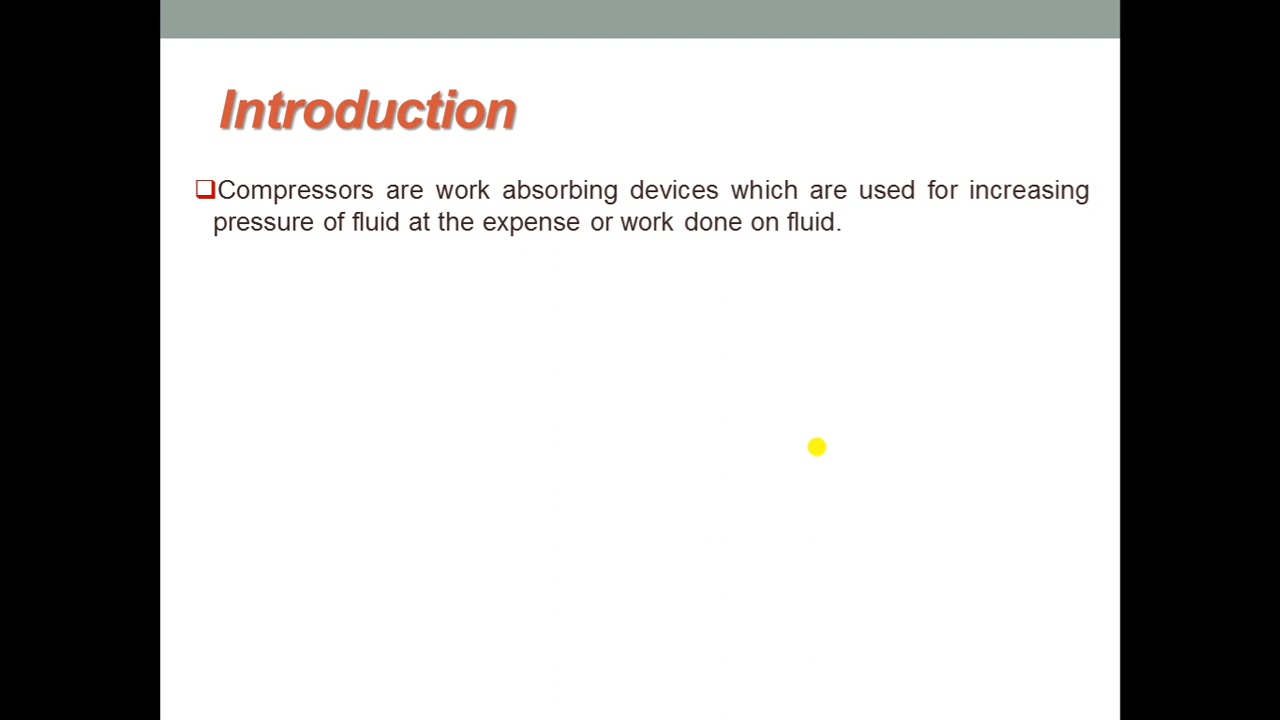 Introduction
❑Compressors are work absorbing devices which are used for increasing
pressure of fluid at the expense or work done on fluid.